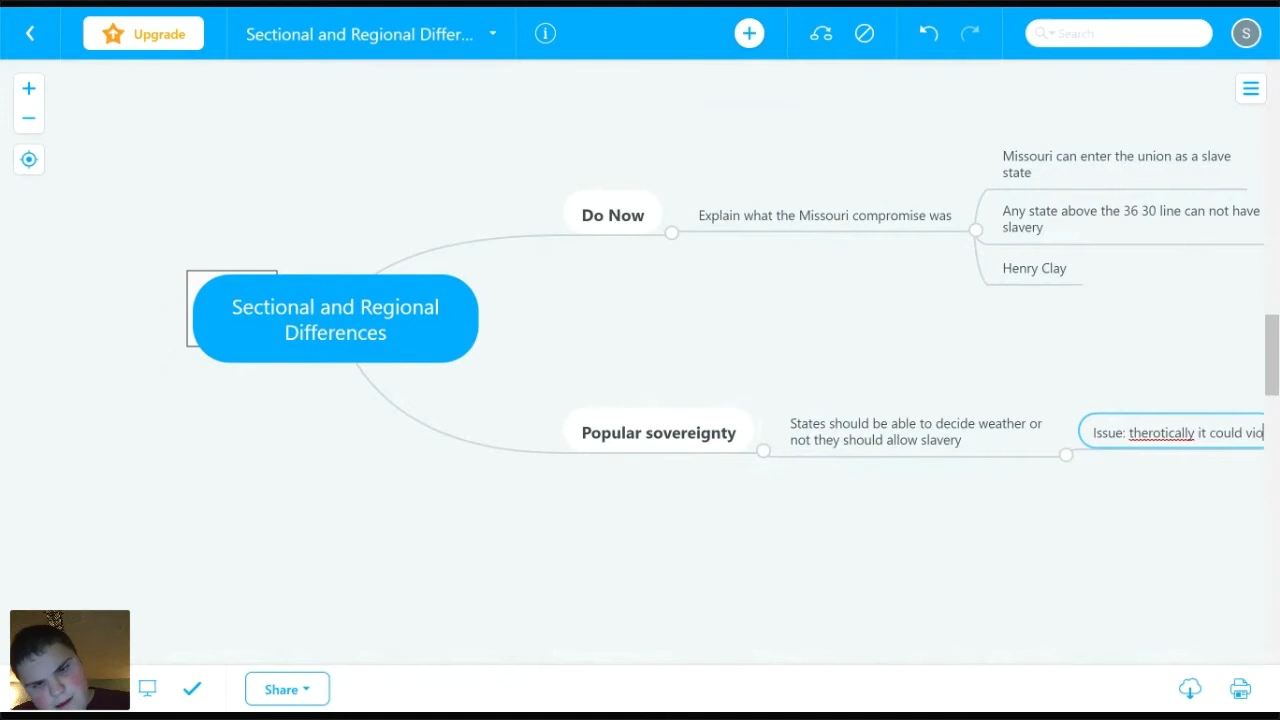 Upgrade
Sectional and Regional Differ...
Search
S
Missouri can enter the union as a slave
state
Do Now
Explain what the Missouri compromise was
Any state above the 36 30 line can not have
slavery
Henry Clay
Sectional and Regional
Differences
Popular sovereignty
States should be able to decide weather or
not they should allow slavery
Issue: therotically it could vio
Share